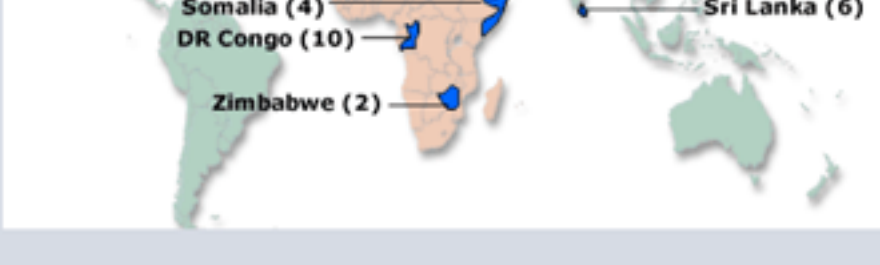 Somalia (4)
Sri Lanka (6)
DR Congo (10)
Zimbabwe (2)